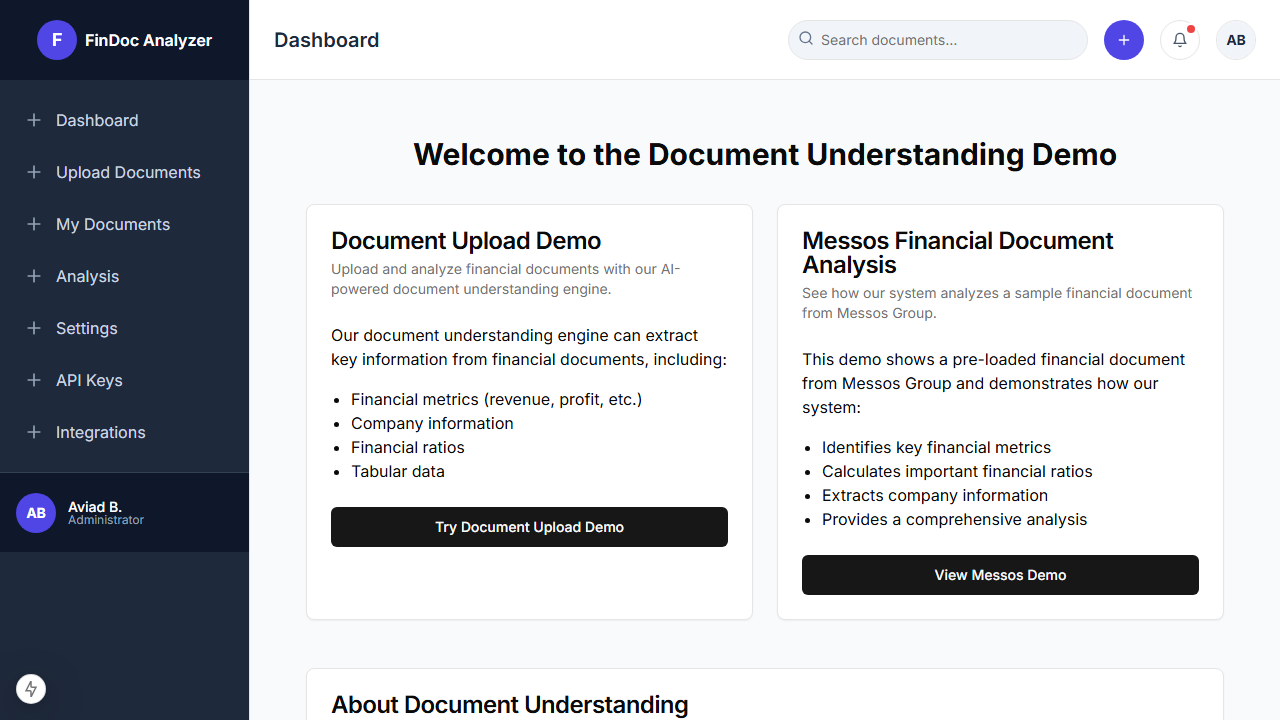 F FinDoc Analyzer
Dashboard
Search documents...
AB
Dashboard
Upload Documents
My Documents
Analysis
Settings
API Keys
Integrations
AB
Aviad B.
Administrator
Welcome to the Document Understanding Demo
Document Upload Demo
Upload and analyze financial documents with our AI-
powered document understanding engine.
Our document understanding engine can extract
key information from financial documents, including:
• Financial metrics (revenue, profit, etc.)
• Company information
• Financial ratios
• Tabular data
Try Document Upload Demo
Messos Financial Document
Analysis
See how our system analyzes a sample financial document
from Messos Group.
This demo shows a pre-loaded financial document
from Messos Group and demonstrates how our
system:
• Identifies key financial metrics
• Calculates important financial ratios
• Extracts company information
• Provides a comprehensive analysis
View Messos Demo
About Document Understanding